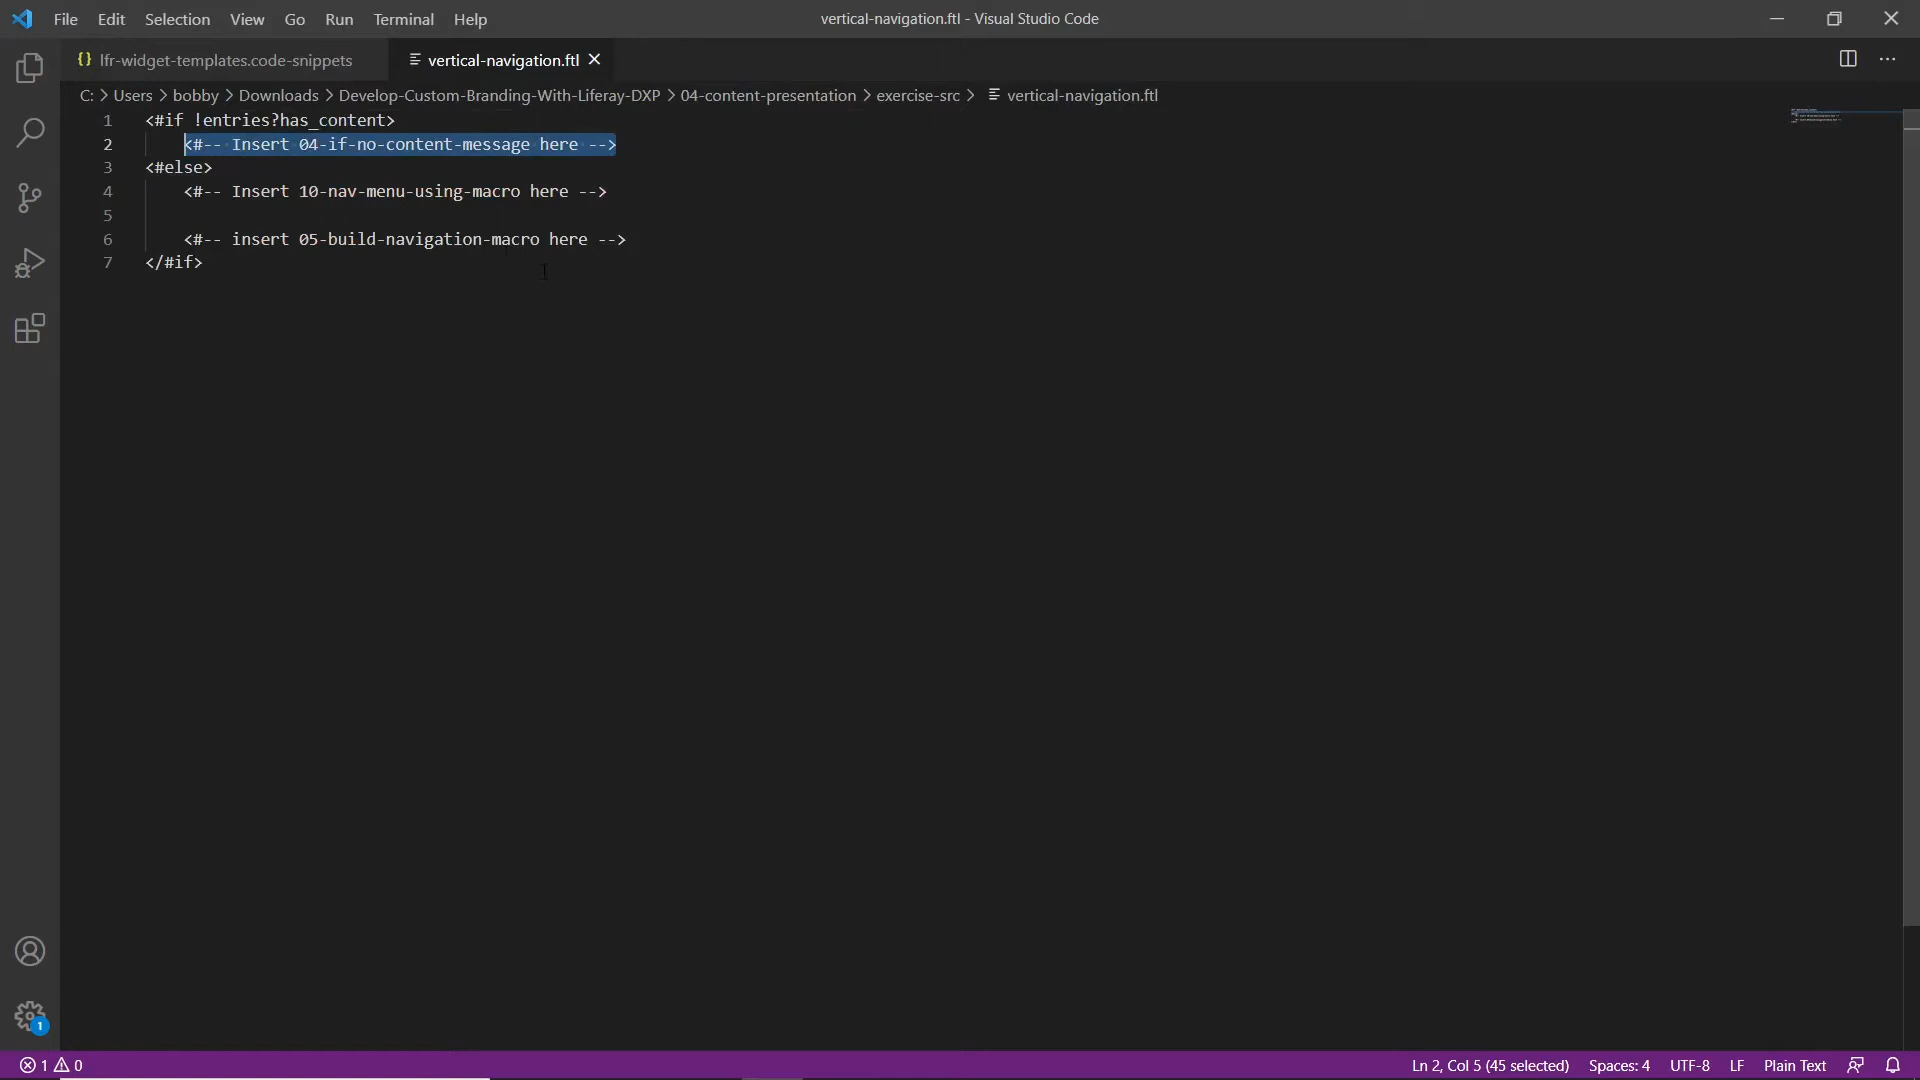 File Edit Selection View Go Run Terminal Help
vertical-navigation.ftl - Visual Studio Code
{} lfr-widget-templates.code-snippets
vertical-navigation.ftl
C: > Users > bobby > Downloads > Develop-Custom-Branding-With-Liferay-DXP > 04-content-presentation > exercise-src > vertical-navigation.ftl
1 <#if !entries?has_content>
2 <#-- Insert 04-if-no-content-message here -->
3 <#else>
4 <#-- Insert 10-nav-menu-using-macro here -->
5
6 <#-- insert 05-build-navigation-macro here -->
7 </#if>
1
1 0
Ln 2, Col 5 (45 selected) Spaces: 4 UTF-8 LF Plain Text